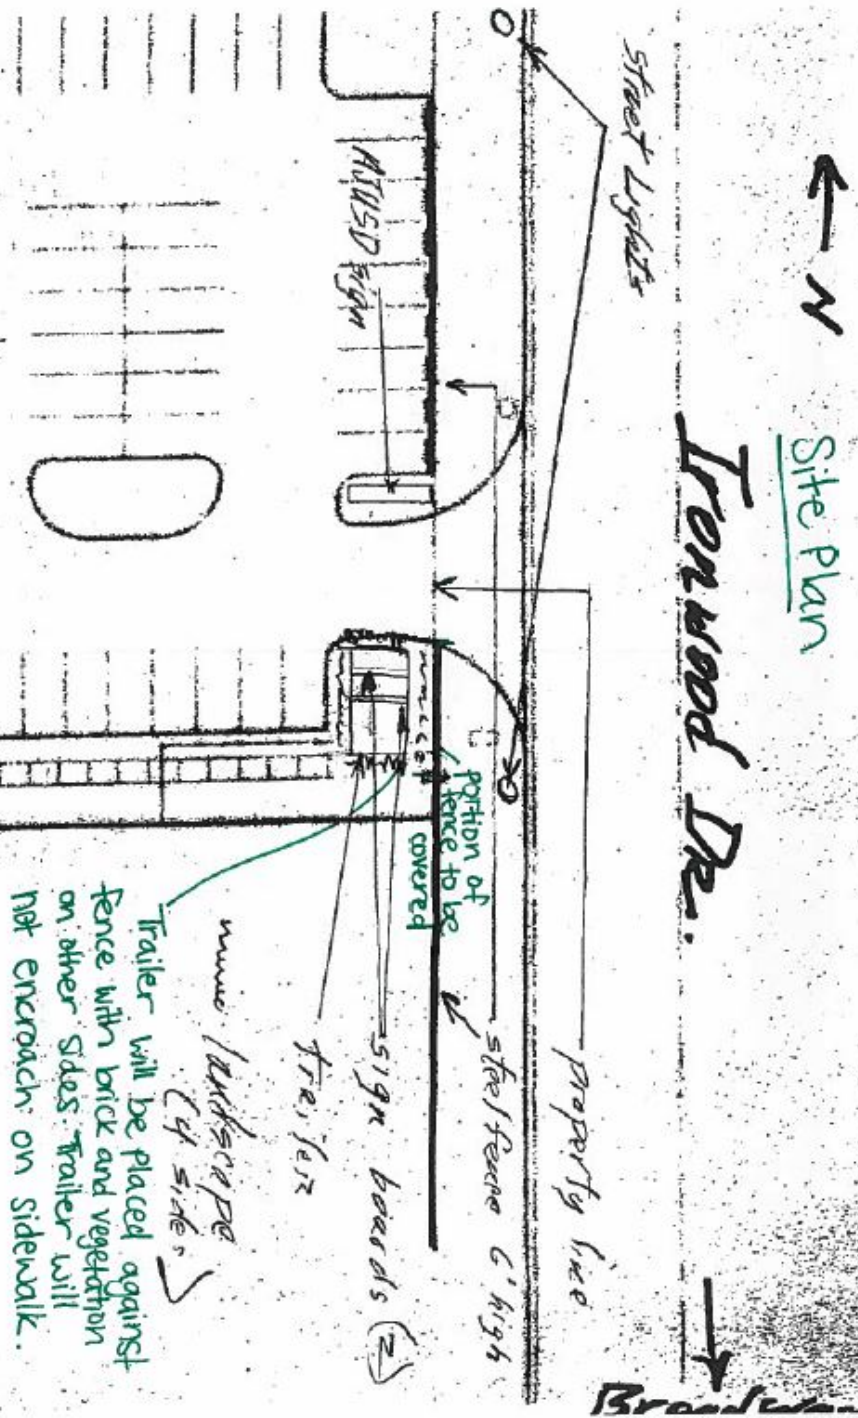 Site Plan
N
Ironwood Dr.
Street Lights
AJUSD sign
portion of
fence to be
covered
property line
steel fence 6' high
sign boards (2)
trailer
landscape
(4 sides)
Trailer will be placed against
fence with brick and vegetation
on other sides. Trailer will
not encroach on sidewalk.